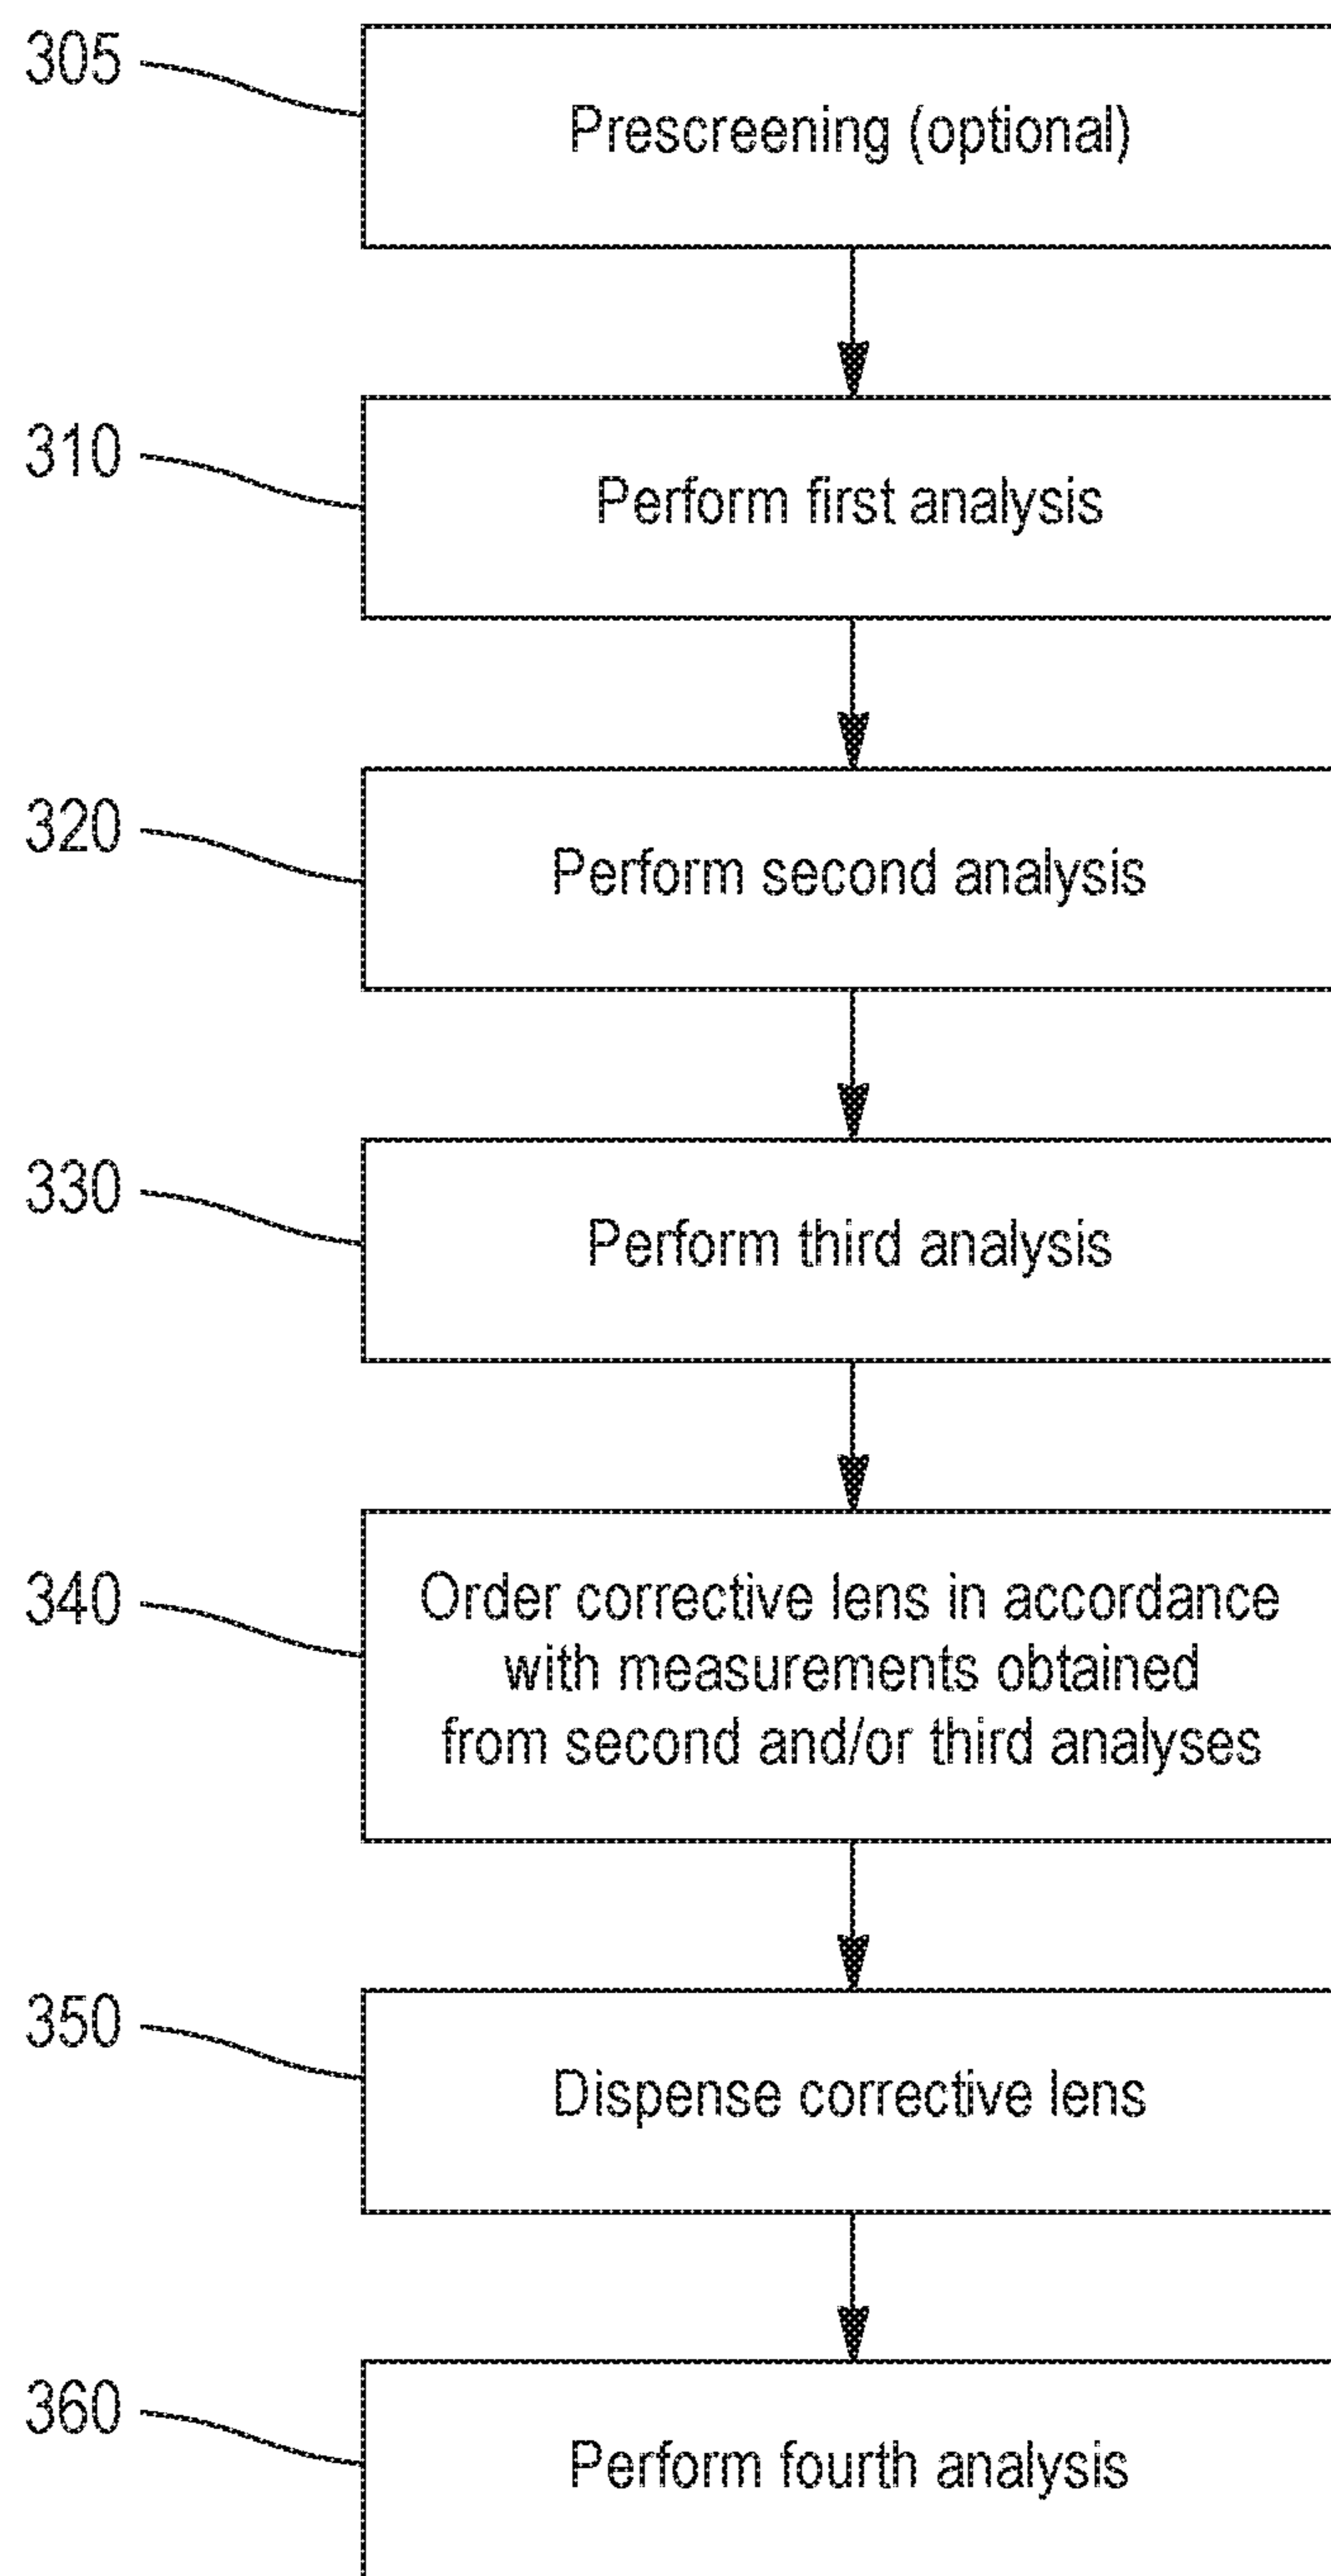 305
Prescreening (optional)
310
Perform first analysis
320
Perform second analysis
330
Perform third analysis
340
Order corrective lens in accordance
with measurements obtained
from second and/or third analyses
350
Dispense corrective lens
360
Perform fourth analysis